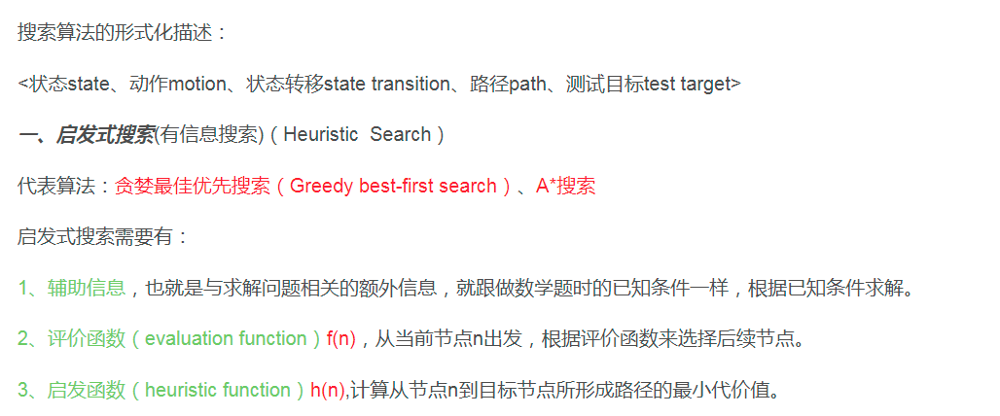 搜索算法的形式化描述：
<状态state、动作motion、状态转移state transition、路径path、测试目标test target>
一、启发式搜索(有信息搜索)（Heuristic  Search）
代表算法：贪婪最佳优先搜索（Greedy best-first search）、A*搜索
启发式搜索需要有：
1、辅助信息，也就是与求解问题相关的额外信息，就跟做数学题时的已知条件一样，根据已知条件求解。
2、评价函数（evaluation function）f(n)，从当前节点n出发，根据评价函数来选择后续节点。
3、启发函数（heuristic function）h(n),计算从节点n到目标节点所形成路径的最小代价值。